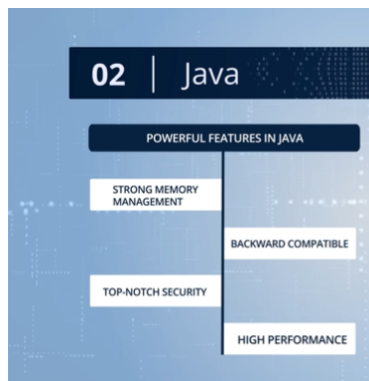 02 | Java
POWERFUL FEATURES IN JAVA
STRONG MEMORY
MANAGEMENT
BACKWARD COMPATIBLE
TOP-NOTCH SECURITY
HIGH PERFORMANCE